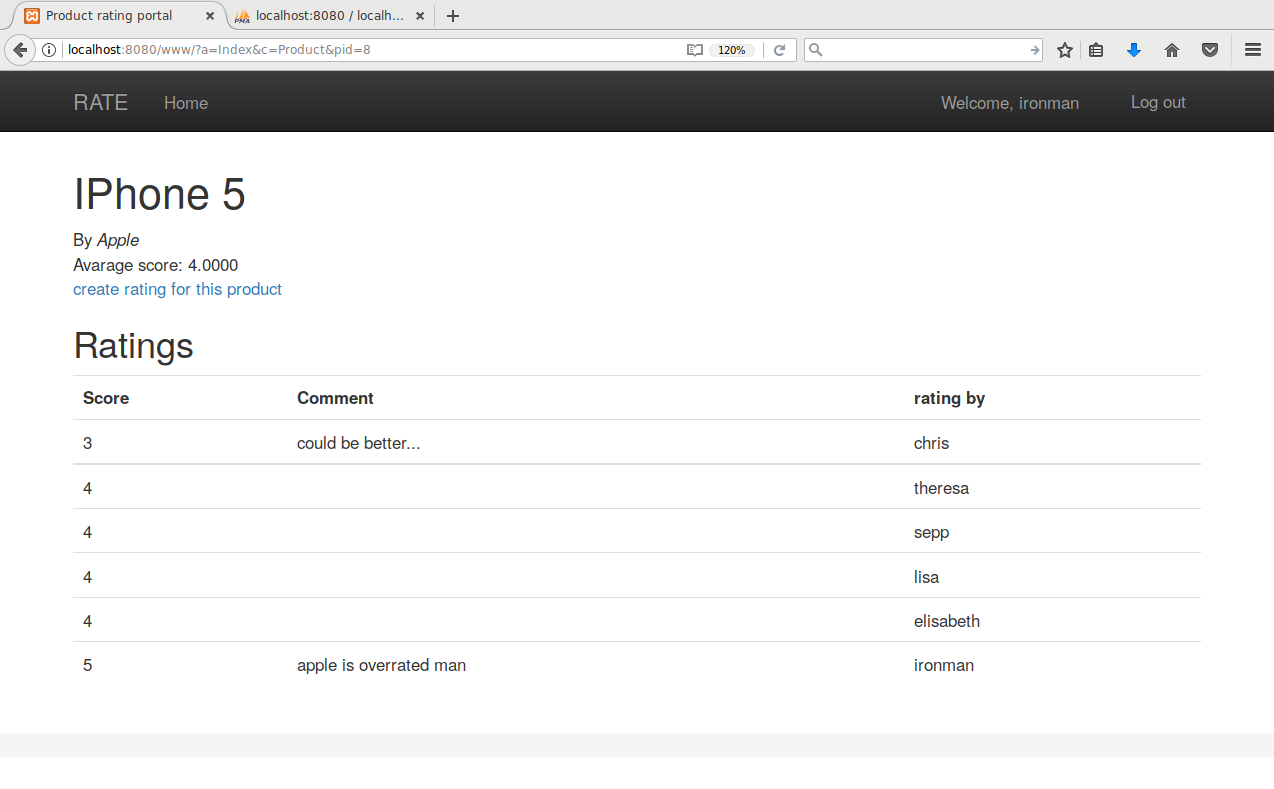 Product rating portal
localhost:8080 / localh...
localhost:8080/www/?a=Index&c=Product&pid=8
120%
RATE Home Welcome, ironman Log out
IPhone 5
By Apple
Avarage score: 4.0000
create rating for this product
Ratings
Score Comment rating by
3 could be better... chris
4 theresa
4 sepp
4 lisa
4 elisabeth
5 apple is overrated man ironman